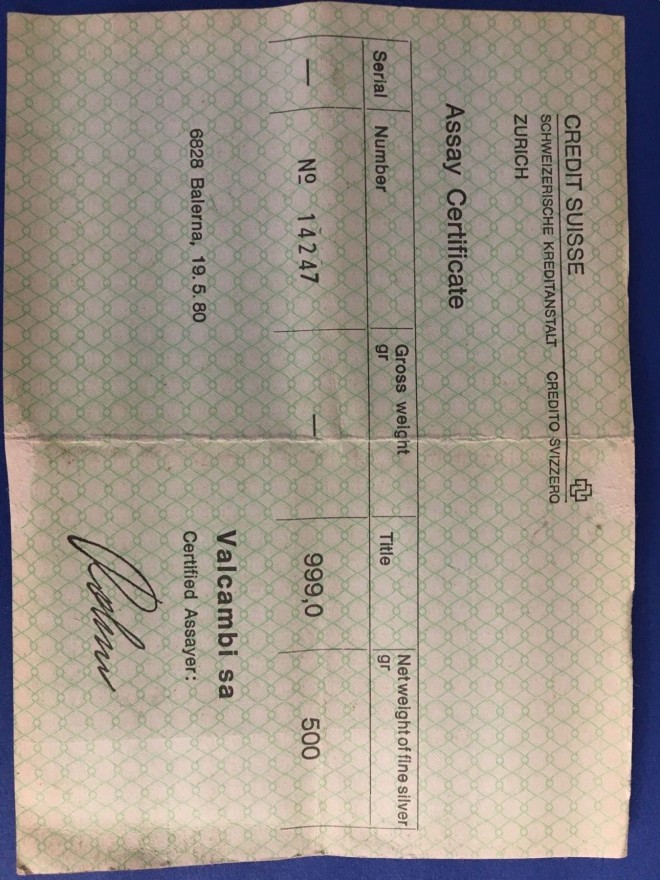 CREDIT SUISSE
SCHWEIZERISCHE KREDITANSTALT CREDITO SVIZZERO
ZURICH
Assay Certificate
Serial Number Gross weight gr Title Net weight of fine silver gr
— Nº 14247 — 999,0 500
6828 Balerna, 19.5.80
Valcambi sa
Certified Assayer: